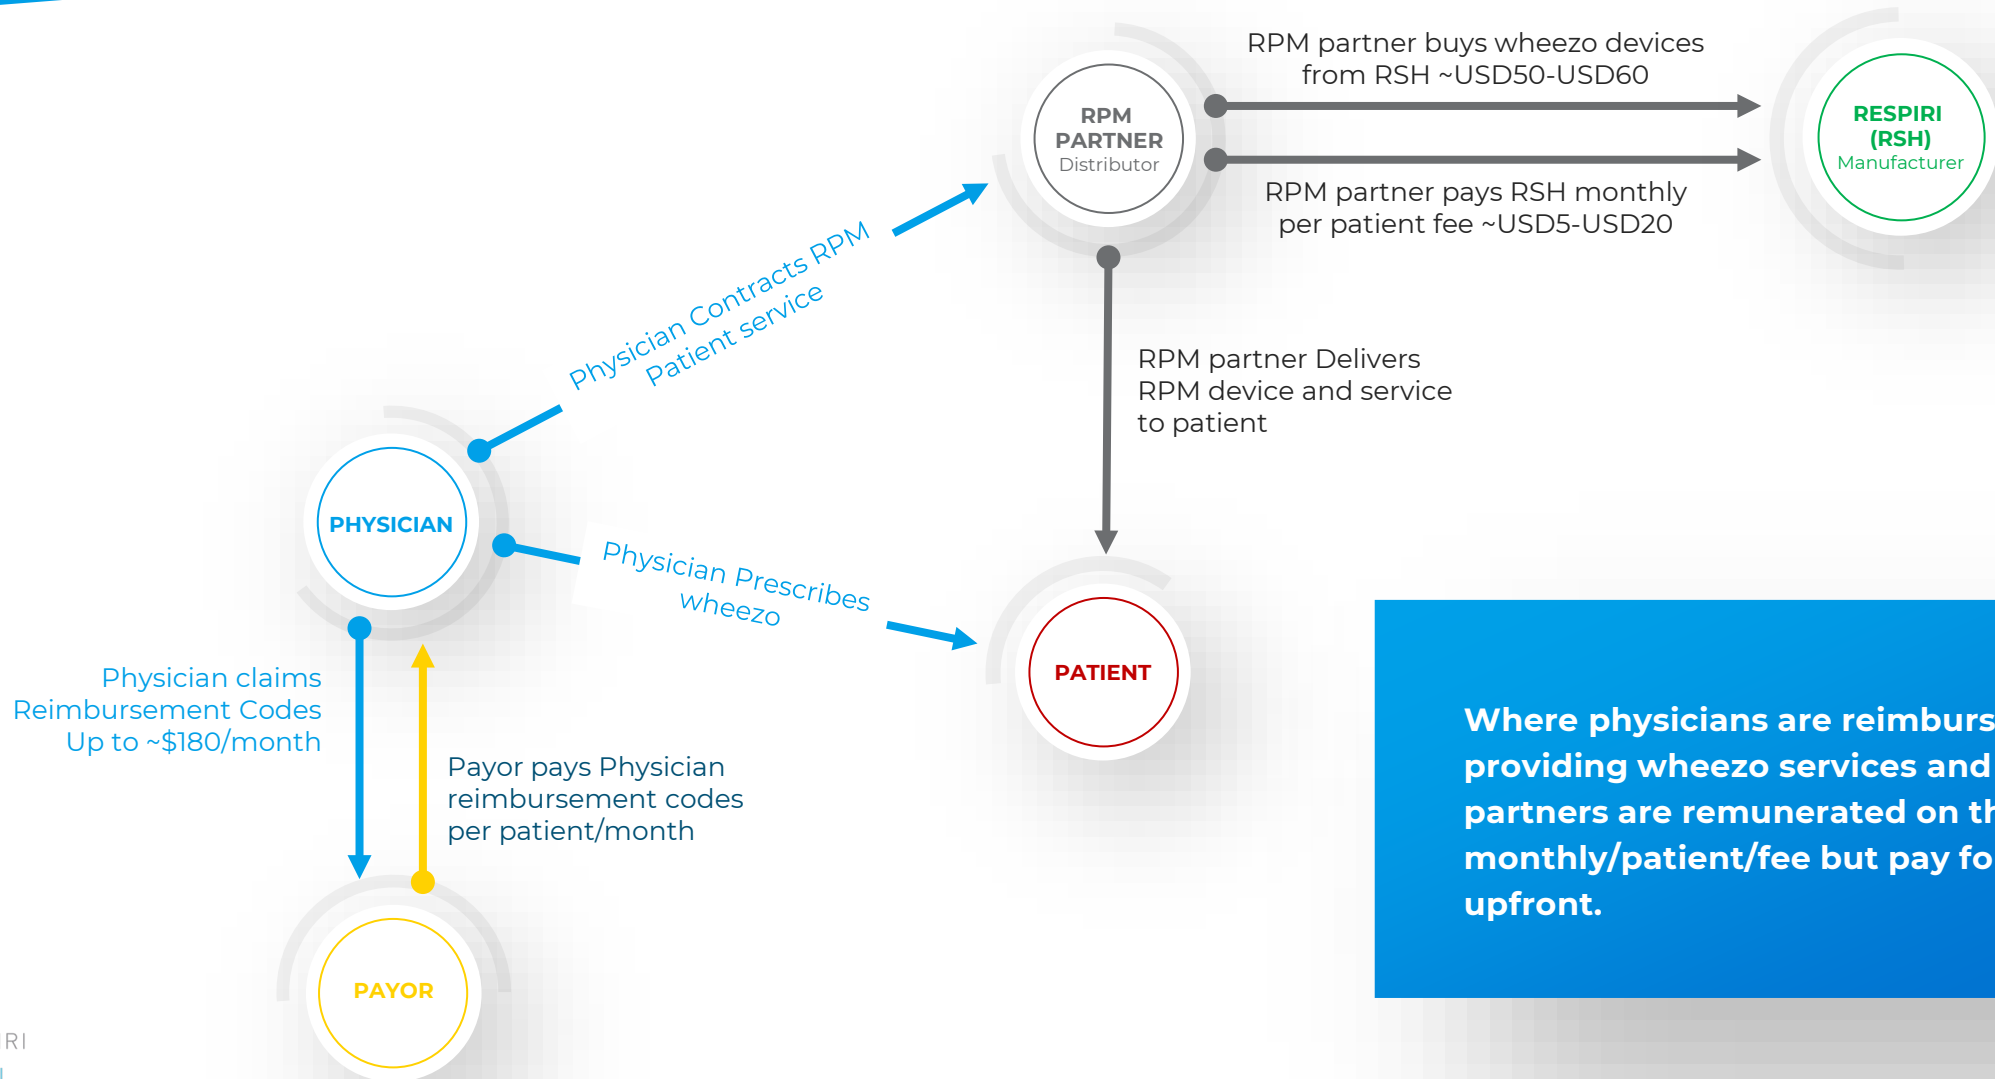 RPM partner buys wheezo devices
from RSH ~USD50-USD60
RPM
PARTNER
Distributor
RESPIRI
(RSH)
Manufacturer
RPM partner pays RSH monthly
per patient fee ~USD5-USD20
Physician Contracts RPM
Patient service
RPM partner Delivers
RPM device and service
to patient
PHYSICIAN
Physician Prescribes
wheezo
PATIENT
Physician claims
Reimbursement Codes
Up to ~$180/month
Payor pays Physician
reimbursement codes
per patient/month
PAYOR
Where physicians are
providing wheezo services and
partners are remunerated on
monthly/patient/fee but pay
upfront.